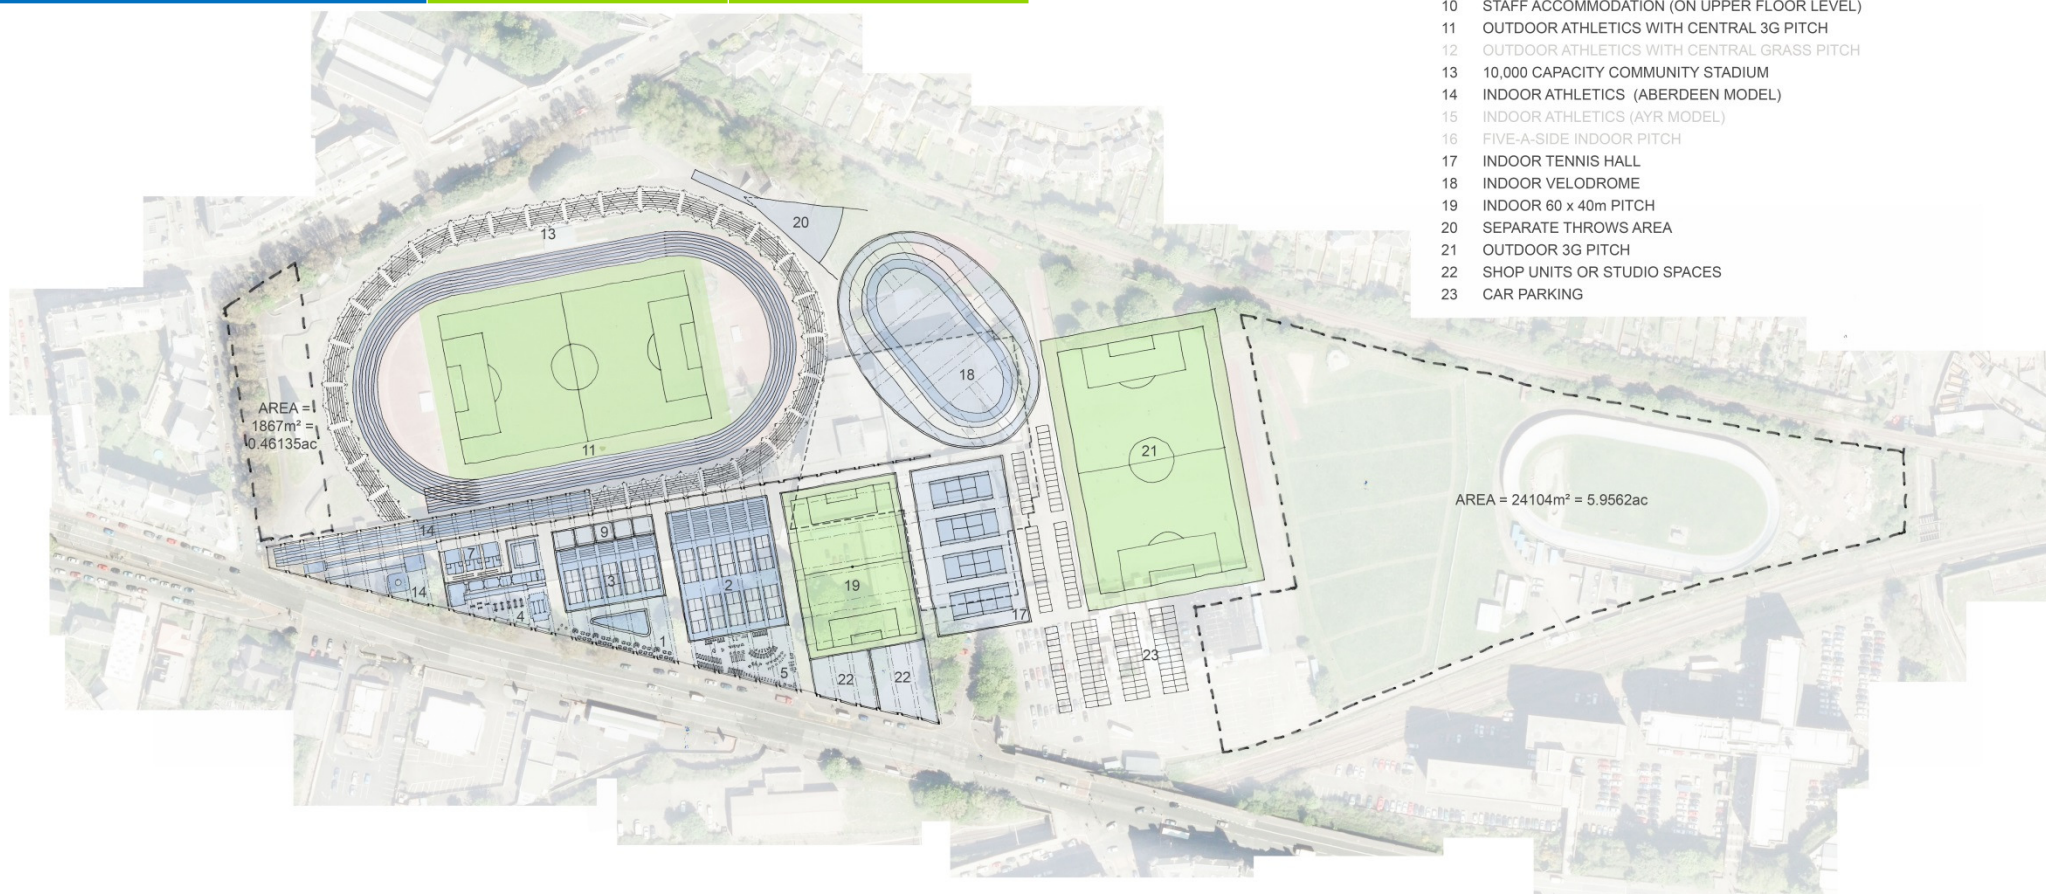 10 STAFF ACCOMMODATION (ON UPPER FLOOR LEVEL)
11 OUTDOOR ATHLETICS WITH CENTRAL 3G PITCH
12 OUTDOOR ATHLETICS WITH CENTRAL GRASS PITCH
13 10,000 CAPACITY COMMUNITY STADIUM
14 INDOOR ATHLETICS (ABERDEEN MODEL)
15 INDOOR ATHLETICS (AYR MODEL)
16 FIVE-A-SIDE INDOOR PITCH
17 INDOOR TENNIS HALL
18 INDOOR VELODROME
19 INDOOR 60 x 40m PITCH
20 SEPARATE THROWS AREA
21 OUTDOOR 3G PITCH
22 SHOP UNITS OR STUDIO SPACES
23 CAR PARKING
20
13
18
AREA =
1867m² =
0.46135ac
11
21
AREA = 24104m² = 5.9562ac
14
9
7
3
2
19
14
4
17
1
5
22
22
23